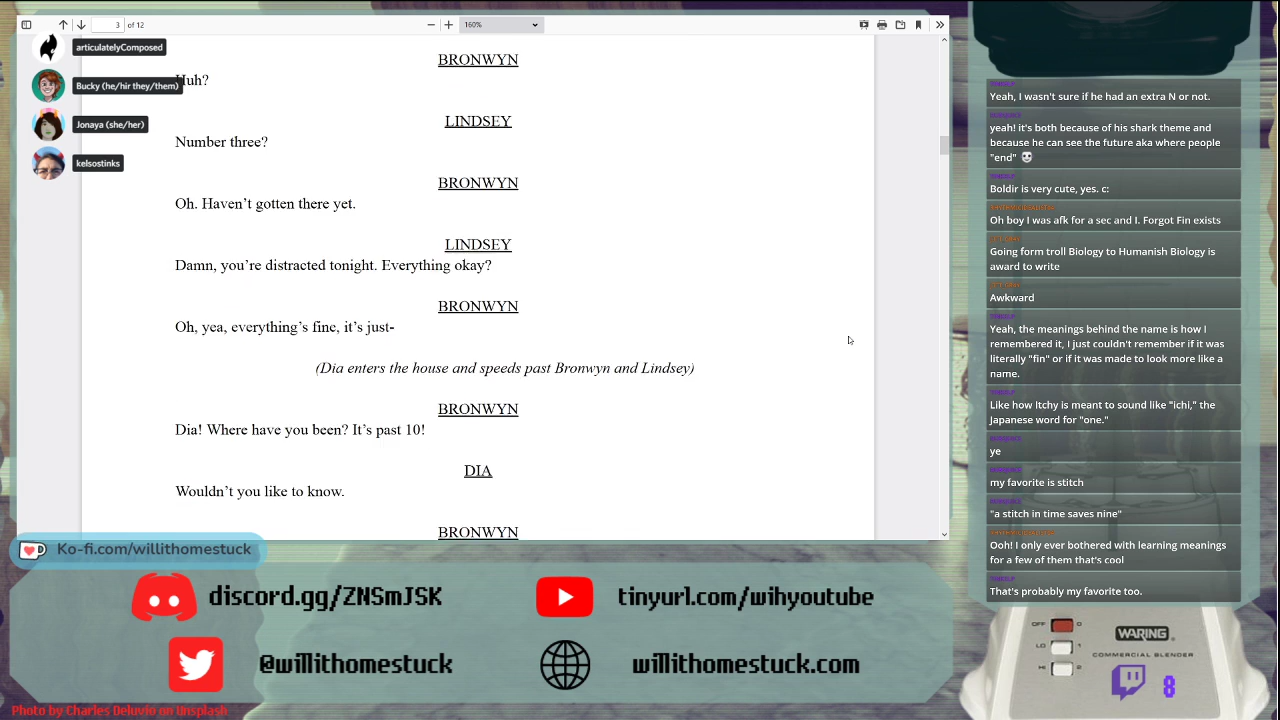 3 of 12
160%
articulatelyComposed
Bucky (he/hir they/them)
Jonaya (she/her)
kelsostinks
BRONWYN
Huh?
LINDSEY
Number three?
BRONWYN
Oh. Haven't gotten there yet.
LINDSEY
Damn, you're distracted tonight. Everything okay?
BRONWYN
Oh, yea, everything's fine, it's just-
(Dia enters the house and speeds past Bronwyn and Lindsey)
BRONWYN
Dia! Where have you been? It's past 10!
DIA
Wouldn't you like to know.
BRONWYN
Yeah, I wasn't sure if he had an extra N or not.
yeah! it's both because of his shark theme and
because he can see the future aka where people
"end" 💀
Boldir is very cute, yes. c:
Oh boy I was afk for a sec and I. Forgot Fin exists
Going form troll Biology to Humanish Biology is
award to write
Awkward
Yeah, the meanings behind the name is how I
remembered it, I just couldn't remember if it was
literally "fin" or if it was made to look more like a
name.
Like how Itchy is meant to sound like "ichi," the
Japanese word for "one."
ye
my favorite is stitch
"a stitch in time saves nine"
Ooh! I only ever bothered with learning meanings
for a few of them that's cool
That's probably my favorite too.
Ko-fi.com/willithomestuck
discord.gg/ZNSmJSK
tinyurl.com/wihyoutube
@willithomestuck
willithomestuck.com
Photo by Charles Deluvio on Unsplash
OFF 0
LO 1
HI 2
WARING
COMMERCIAL BLENDER
8